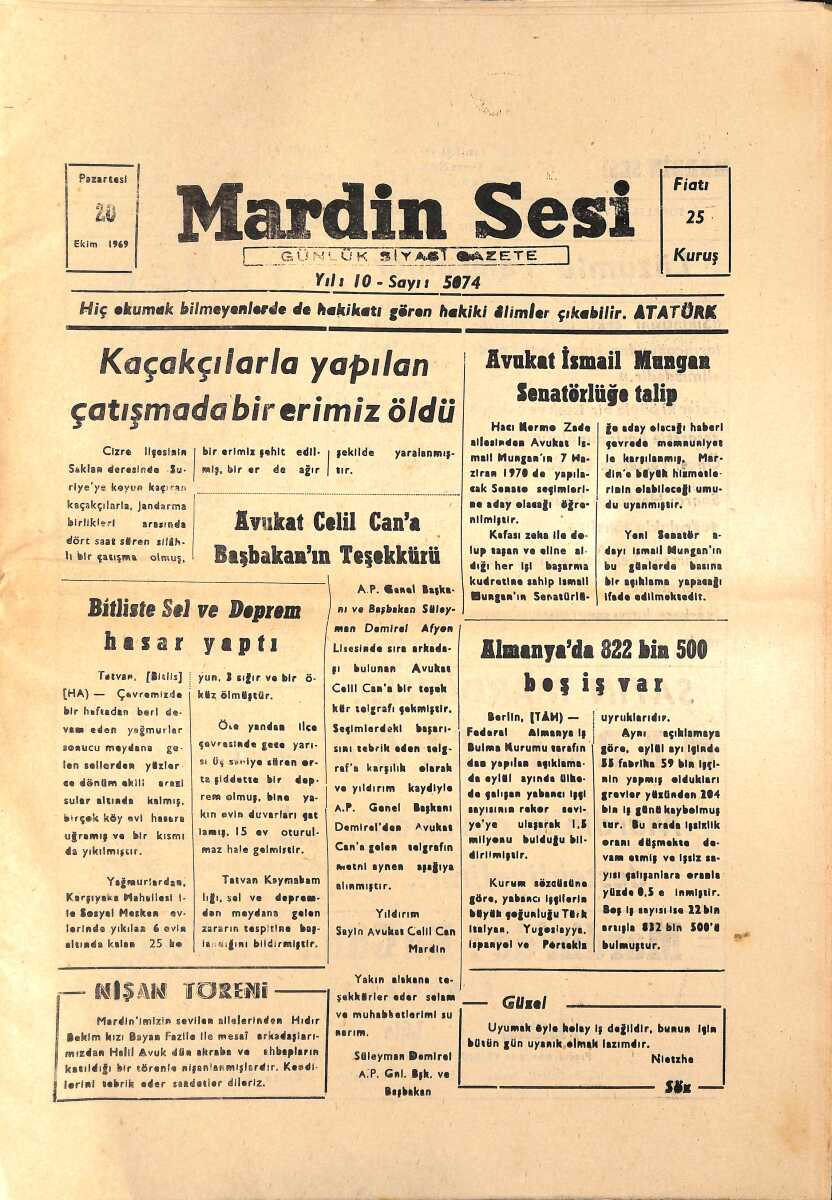 Pazartesi
20
Ekim 1969
Mardin Sesi
GÜNLÜK SİYASİ GAZETE
Yılı 10 - Sayıı 5074
Fiatı
25
Kuruş
Hiç okumak bilmeyenlerde de hakikatı gören hakiki âlimler çıkabilir. ATATÜRK
Kaçakçılarla yapılan
çatışmada bir erimiz öldü
Cizre ilçesinin
Saklan deresinde Su-
riye'ye koyun kaçıran
kaçakçılarla, jandarma
birlikleri arasında
dört saat süren silâh-
lı bir çatışma olmuş,
bir erimiz şehit edil-
miş, bir er de ağır
şekilde yaralanmış-
tır.
Avukat Celil Can'a
Başbakan'ın Teşekkürü
A.P. Genel Başka-
nı ve Başbakan Süley-
man Demirel Afyon
Lisesinde sıra arkada-
şı bulunan Avukat
Celil Can'a bir teşek
kür telgrafı çekmiştir.
Seçimlerdeki başarı-
sını tebrik eden telg-
raf'a karşılık olarak
ve yıldırım kaydiyle
A.P. Genel Başkanı
Demirel'den Avukat
Can'a gelen telgrafın
metni aynen aşağıya
alınmıştır.
Yıldırım
Sayın Avukat Celil Can
Mardin
Yakın alakana te-
şekkürler eder selam
ve muhabbetlerimi su
narım.
Süleyman Demirel
A.P. Gnl. Bşk. ve
Başbakan
Bitliste Sel ve Deprem
hasar yaptı
Tatvan, [Bitlis]
[HA) — Çevremizde
bir haftadan beri de-
vam eden yağmurlar
sonucu meydana ge-
len sellerden yüzler-
ce dönüm ekili arazi
sular altında kalmış,
birçok köy evi hasara
uğramış ve bir kısmı
da yıkılmıştır.
Yağmurlardan,
Karşıyaka Mahallesi i-
le Sosyal Mesken ev-
lerinde yıkılan 6 evin
altında kalan 25 ko
yun, 3 sığır ve bir ö-
küz ölmüştür.
Öte yandan ilçe
çevresinde gece yarı-
sı üç saniye süren or-
ta şiddette bir dep-
rem olmuş, bine ya-
kın evin duvarları çat
lamış, 15 ev oturul-
maz hale gelmiştir.
Tatvan Kaymakam
lığı, sel ve deprem-
den meydana gelen
zararın tespitine baş-
landığını bildirmiştir.
NİŞAN TÖRENİ
Mardin'imizin sevilen ailelerinden Hıdır
Bekim kızı Bayan Fazile ile mesaî arkadaşları-
mızdan Halil Avuk dün akraba ve ahbapların
katıldığı bir törenle nişanlanmışlardır. Kendi-
lerini tebrik eder saadetler dileriz.
Avukat İsmail Mungan
Senatörlüğe talip
Hacı Kermo Zade
ailesinden Avukat İs-
mail Mungan'ın 7 Ha-
ziran 1970 de yapıla-
cak Senato seçimleri-
ne aday olacağı öğre-
nilmiştir.
Kafası zeka ile do-
lup taşan ve eline al-
dığı her işi başarma
kudretine sahip İsmail
Mungan'ın Senatörlü-
ğe aday olacağı haberi
çevrede memnuniyet
le karşılanmış, Mar-
din'e büyük hizmetle-
rinin olabileceği umu-
du uyanmıştır.
Yeni Senatör a-
dayı ismail Mungan'ın
bu günlerde basına
bir açıklama yapacağı
ifade edilmektedir.
Almanya'da 822 bin 500
boş iş var
Berlin, [TÂH) —
Federal Almanya İş
Bulma Kurumu tarafın
dan yapılan açıklama-
da eylül ayında ülke-
de çalışan yabancı işçi
sayısının rekor sevi-
ye'ye ulaşarak 1,5
milyonu bulduğu bil-
dirilmiştir.
Kurum sözcüsüne
göre, yabancı işçilerin
büyük çoğunluğu Türk
İtalyan, Yugoslavya,
İspanyol ve Portekiz
uyruklarıdır.
Aynı açıklamaya
göre, eylül ayı içinde
55 fabrika 59 bin işçi-
nin yapmış oldukları
grevler yüzünden 204
bin iş günü kaybolmuş
tur. Bu arada işsizlik
oranı düşmekte de-
vam etmiş ve işsiz sa-
yısı çalışanlara oranla
yüzde 0,5 e inmiştir.
Boş iş sayısı ise 22 bin
artışla 832 bin 500'ü
bulmuştur.
Güzel
Uyumak öyle kolay iş değildir, bunun için
bütün gün uyanık olmak lazımdır.
Nietzhe
Söz